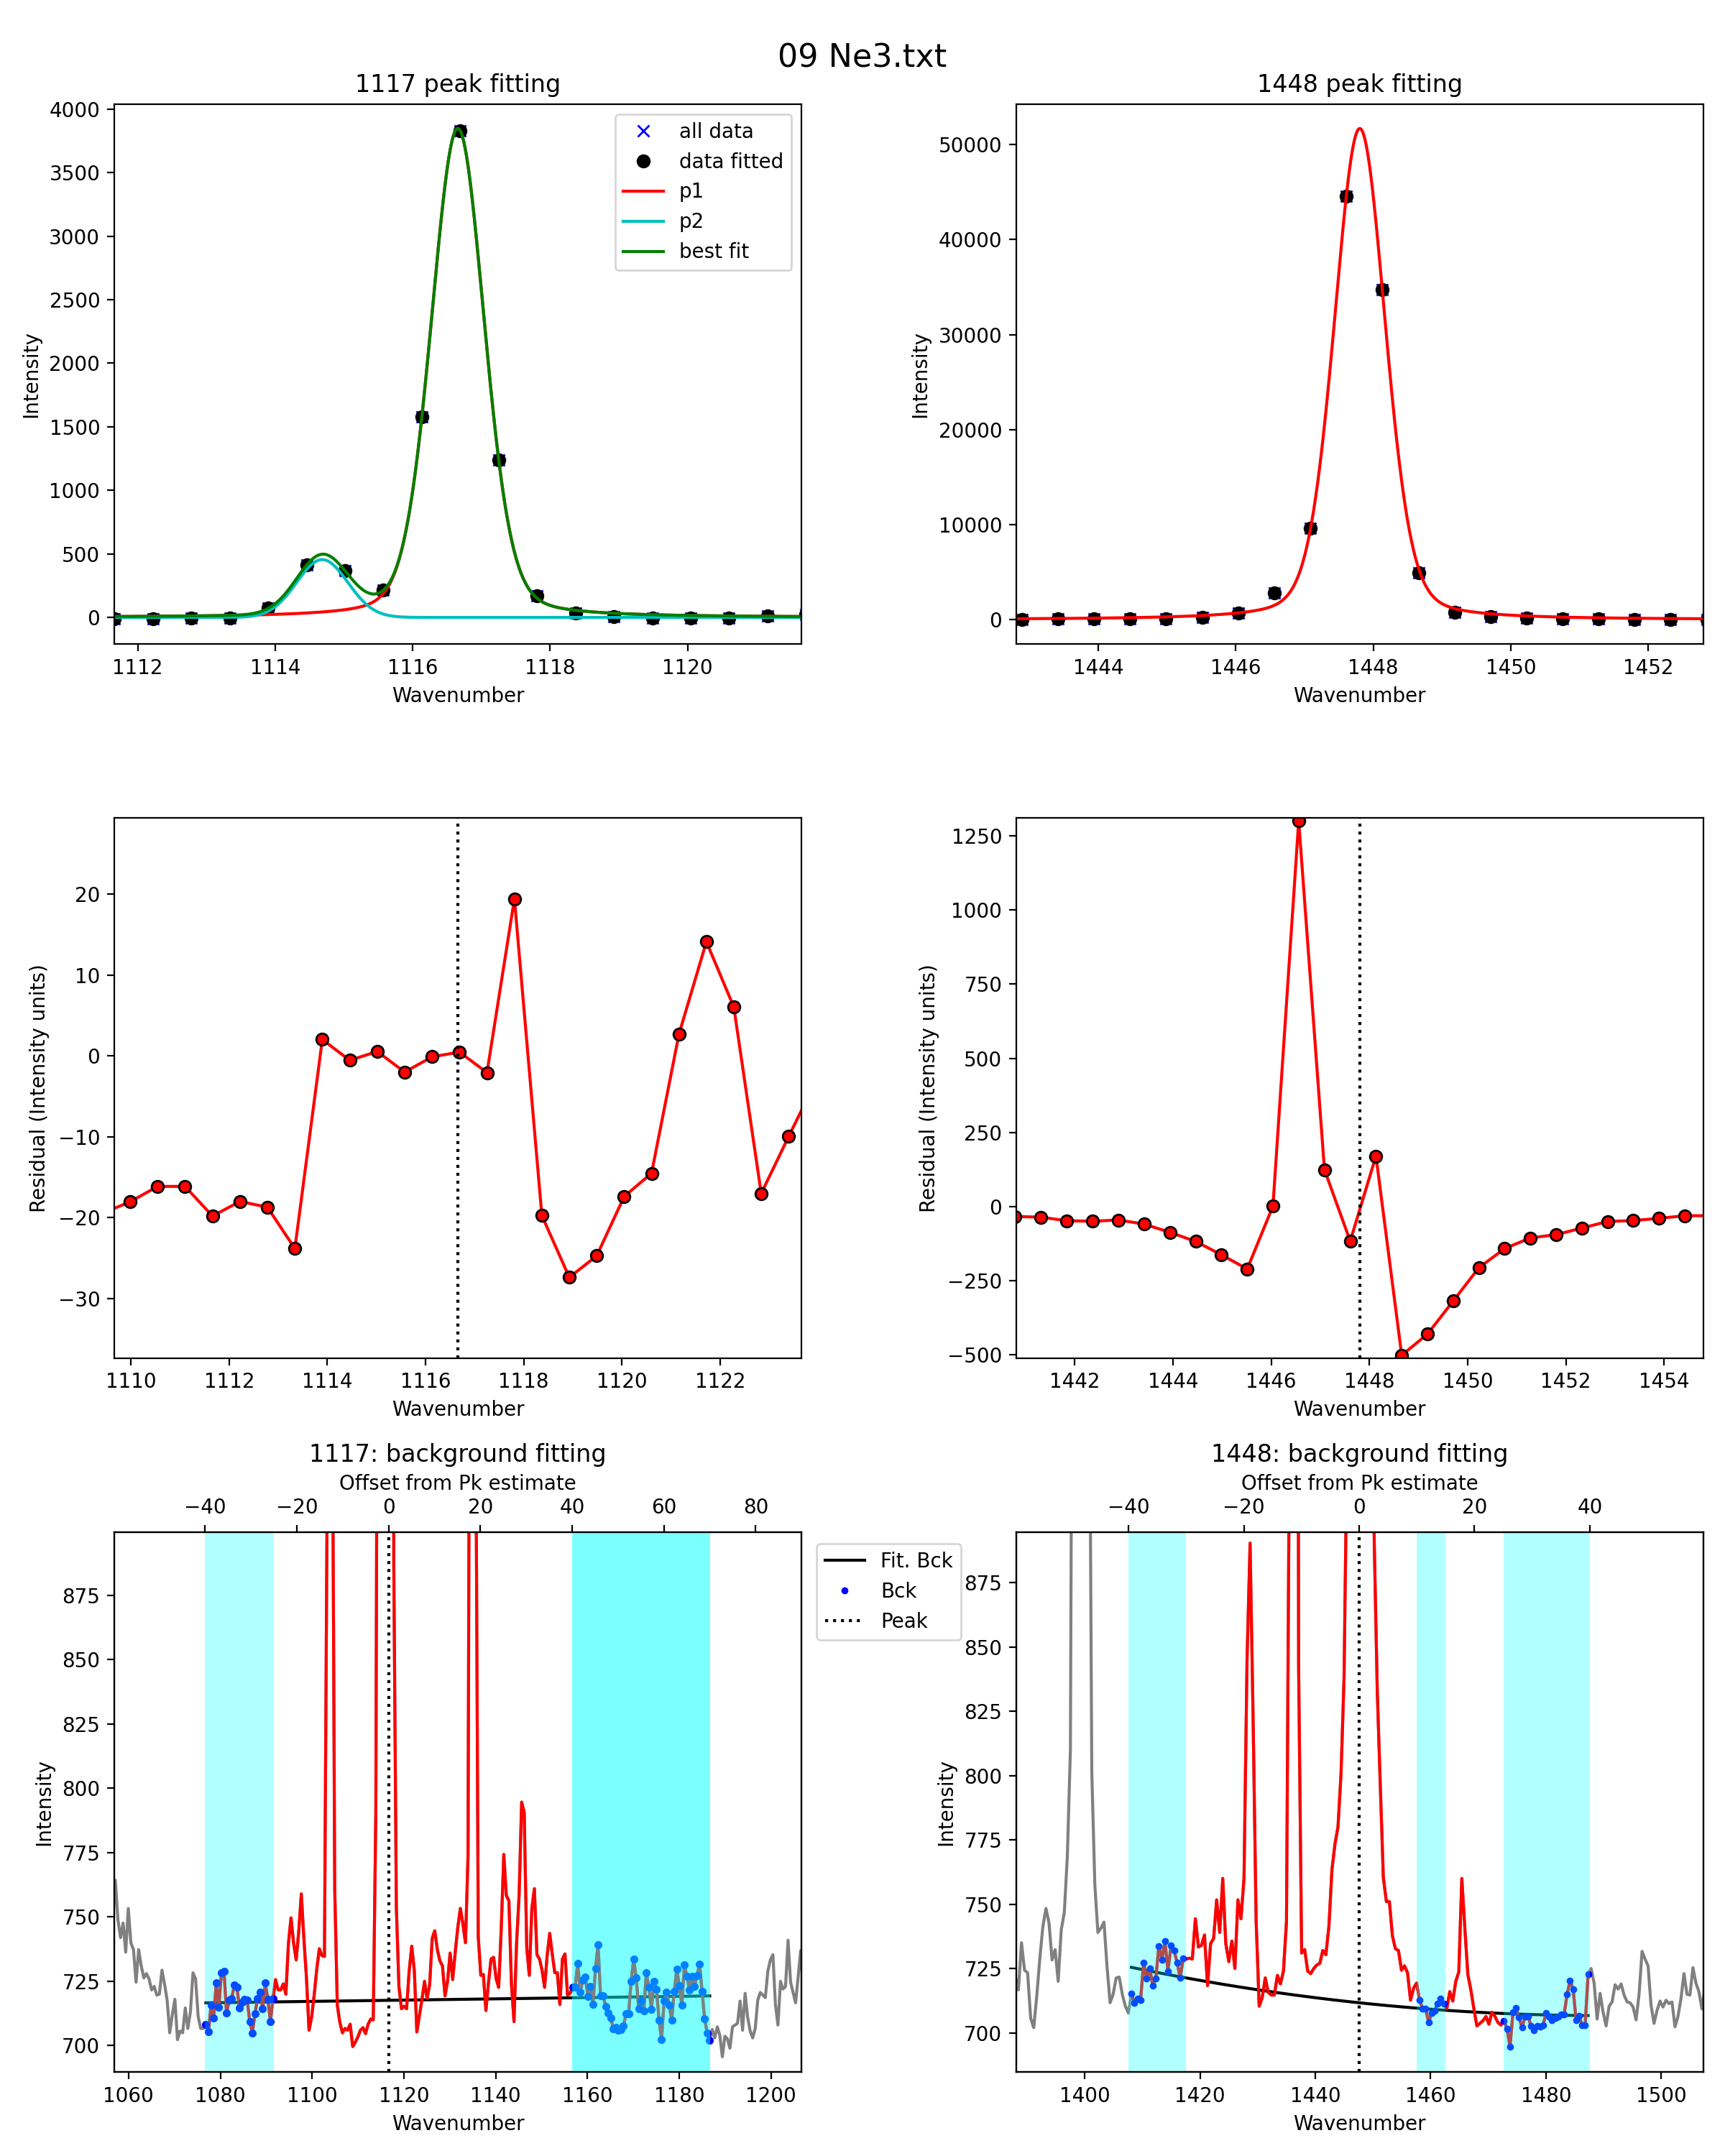 09 Ne3.txt
1117 peak fitting
4000
3500
3000
2500
2000
1500
1000
500
0
Intensity
all data
data fitted
p1
p2
best fit
1112 1114 1116 1118 1120
Wavenumber
1448 peak fitting
50000
40000
30000
20000
10000
0
Intensity
1444 1446 1448 1450 1452
Wavenumber
20
10
0
−10
−20
−30
Residual (Intensity units)
1110 1112 1114 1116 1118 1120 1122
Wavenumber
1250
1000
750
500
250
0
−250
−500
Residual (Intensity units)
1442 1444 1446 1448 1450 1452 1454
Wavenumber
1117: background fitting
Offset from Pk estimate
−40 −20 0 20 40 60 80
875
850
825
800
775
750
725
700
Intensity
1060 1080 1100 1120 1140 1160 1180 1200
Wavenumber
Fit. Bck
Bck
Peak
1448: background fitting
Offset from Pk estimate
−40 −20 0 20 40
875
850
825
800
775
750
725
700
Intensity
1400 1420 1440 1460 1480 1500
Wavenumber